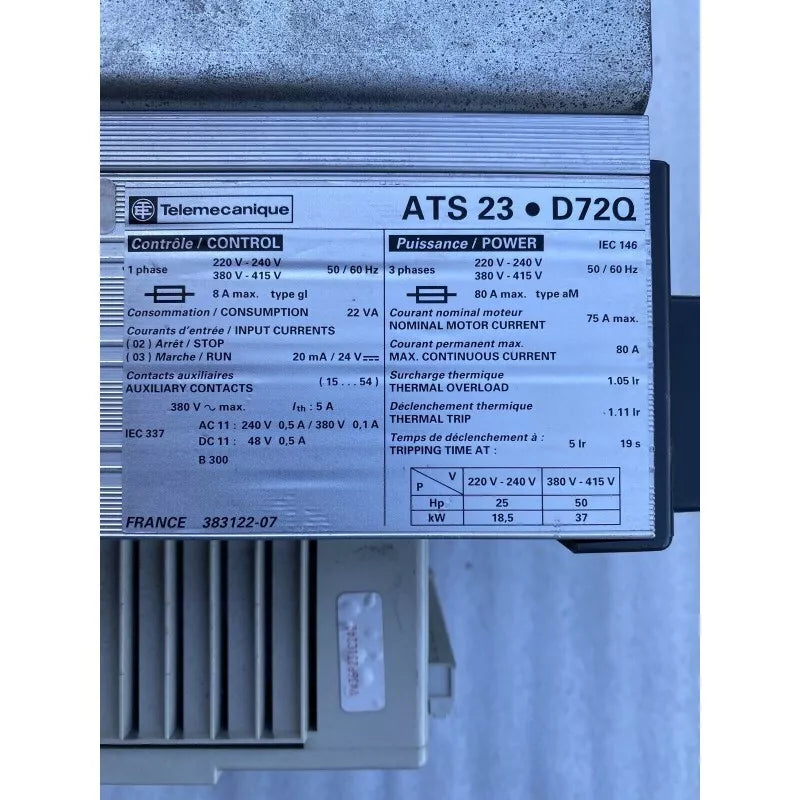 Telemecanique
ATS 23 • D72Q
Contrôle / CONTROL
1 phase
220 V - 240 V
380 V - 415 V
50 / 60 Hz
8 A max. type gl
Consommation / CONSUMPTION 22 VA
Courants d'entrée / INPUT CURRENTS
( 02 ) Arrêt / STOP
( 03 ) Marche / RUN 20 mA / 24 V
Contacts auxiliaires
AUXILIARY CONTACTS ( 15 . . . 54 )
380 V ~ max. Ith : 5 A
IEC 337
AC 11 : 240 V 0,5 A / 380 V 0,1 A
DC 11 : 48 V 0,5 A
B 300
FRANCE 383122-07
Puissance / POWER IEC 146
3 phases
220 V - 240 V
380 V - 415 V
50 / 60 Hz
80 A max. type aM
Courant nominal moteur
NOMINAL MOTOR CURRENT 75 A max.
Courant permanent max.
MAX. CONTINUOUS CURRENT 80 A
Surcharge thermique
THERMAL OVERLOAD 1.05 Ir
Déclenchement thermique
THERMAL TRIP 1.11 Ir
Temps de déclenchement à :
TRIPPING TIME AT : 5 Ir 19 s
P V 220 V - 240 V 380 V - 415 V
Hp 25 50
kW 18,5 37